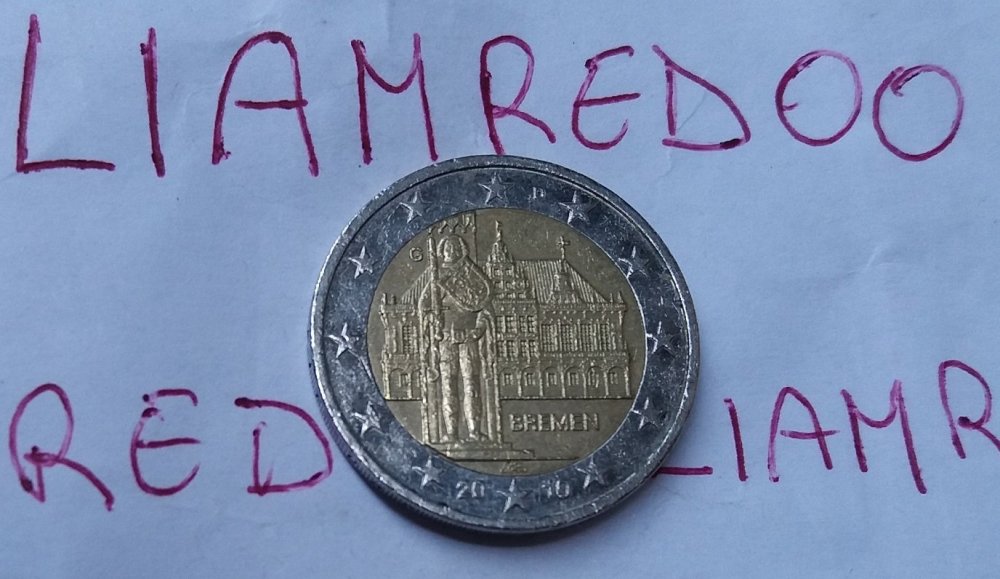 LIAMREDOO
D
G
BREMEN
20 10
RED LIAMR